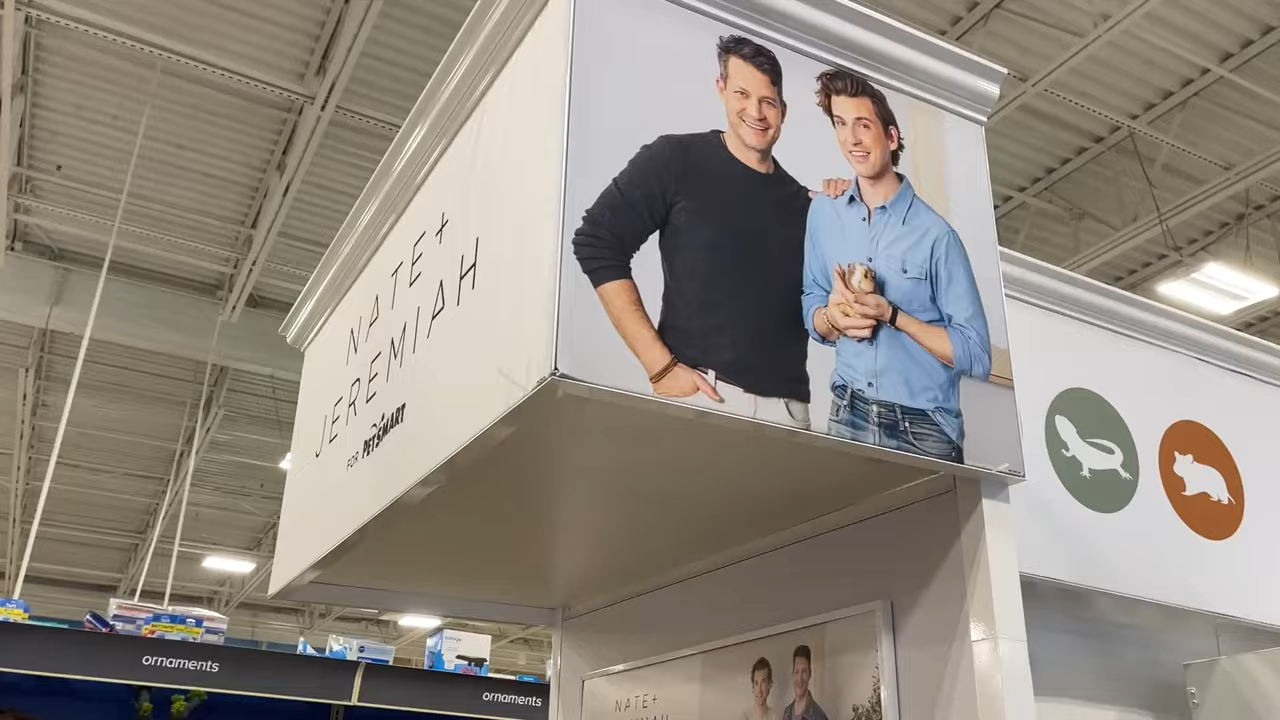 NATE+
JEREMIAH
FOR PETSMART
ornaments
ornaments
NATE+